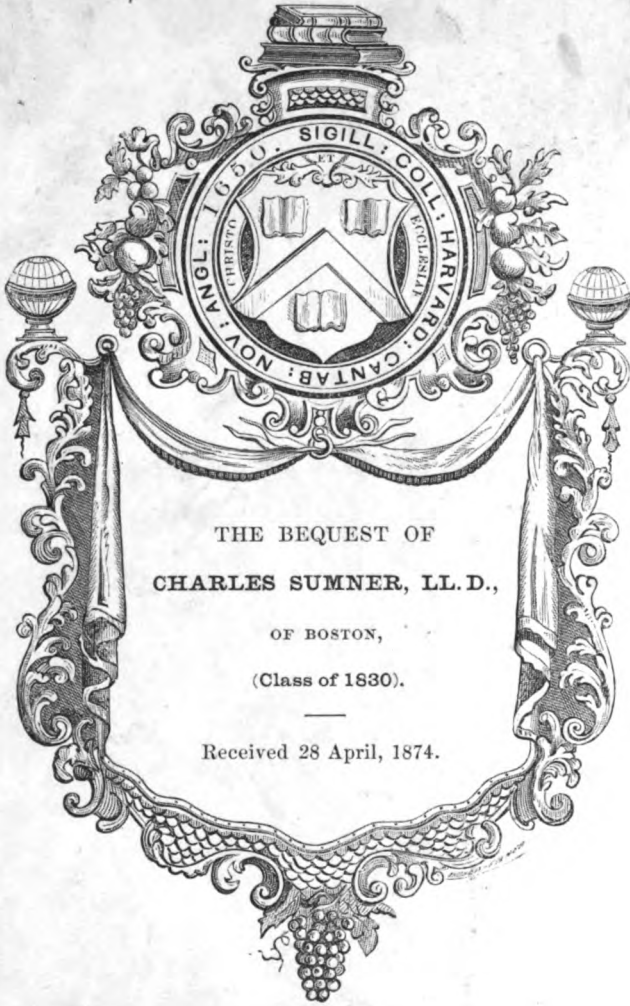 SIGILL: COLL: HARVARD: CANTAB: NOV: ANGL: 1650.
CHRISTO
ET
ECCLESIAE
THE BEQUEST OF
CHARLES SUMNER, LL. D.,
OF BOSTON,
(Class of 1830).
Received 28 April, 1874.